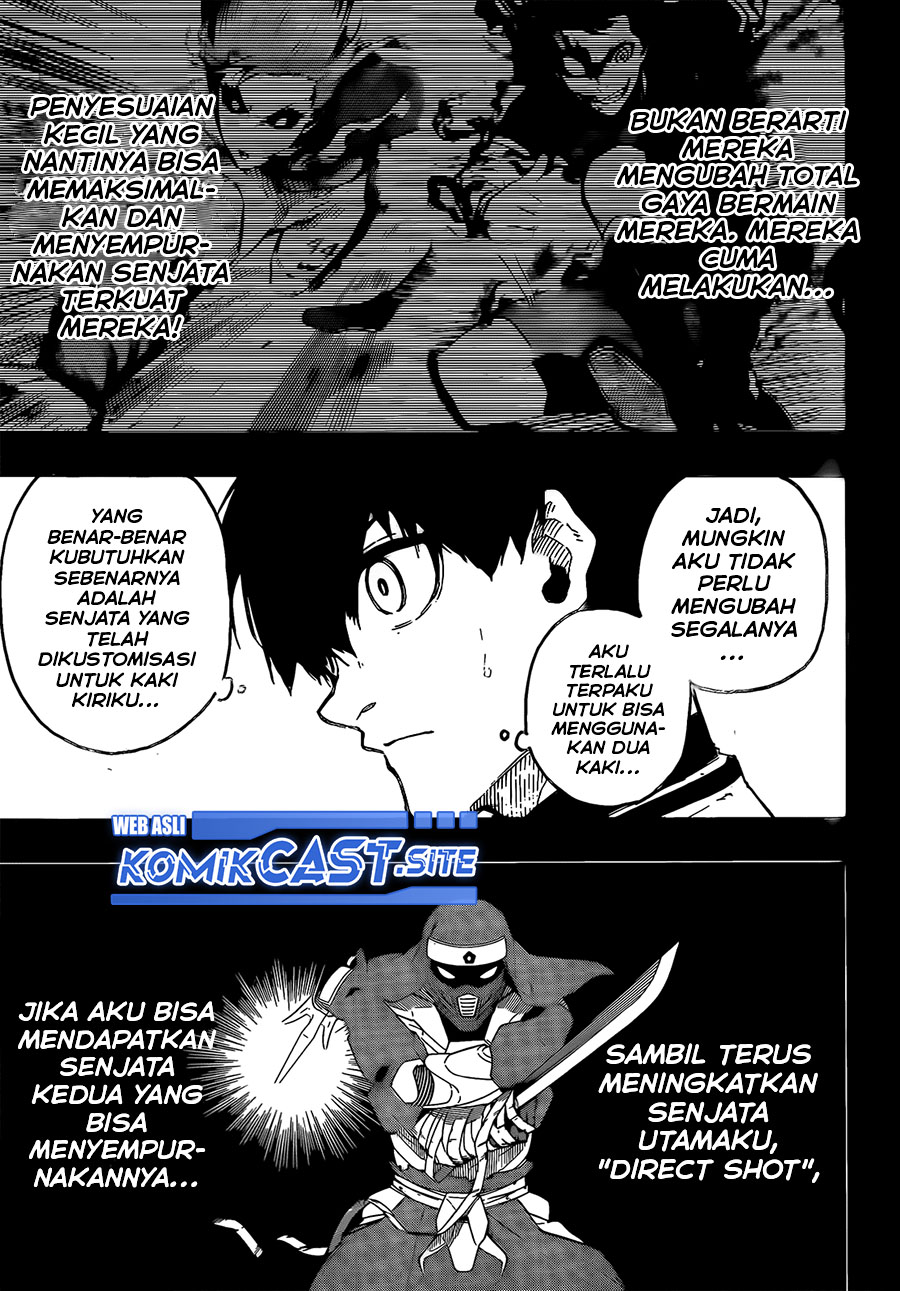 BUKAN BERARTI
MEREKA
MENGUBAH TOTAL
GAYA BERMAIN
MEREKA. MEREKA
CUMA
MELAKUKAN...
PENYESUAIAN
KECIL YANG
NANTINYA BISA
MEMAKSIMAL-
KAN DAN
MENYEMPUR-
NAKAN SENJATA
TERKUAT
MEREKA!
JADI,
MUNGKIN
AKU TIDAK
PERLU
MENGUBAH
SEGALANYA
...
AKU
TERLALU
TERPAKU
UNTUK BISA
MENGGUNA-
KAN DUA
KAKI...
YANG
BENAR-BENAR
KUBUTUHKAN
SEBENARNYA
ADALAH
SENJATA YANG
TELAH
DIKUSTOMISASI
UNTUK KAKI
KIRIKU...
WEB ASLI
KOMIKCAST.SITE
SAMBIL TERUS
MENINGKATKAN
SENJATA
UTAMAKU,
"DIRECT SHOT",
JIKA AKU BISA
MENDAPATKAN
SENJATA
KEDUA YANG
BISA
MENYEMPUR-
NAKANNYA...